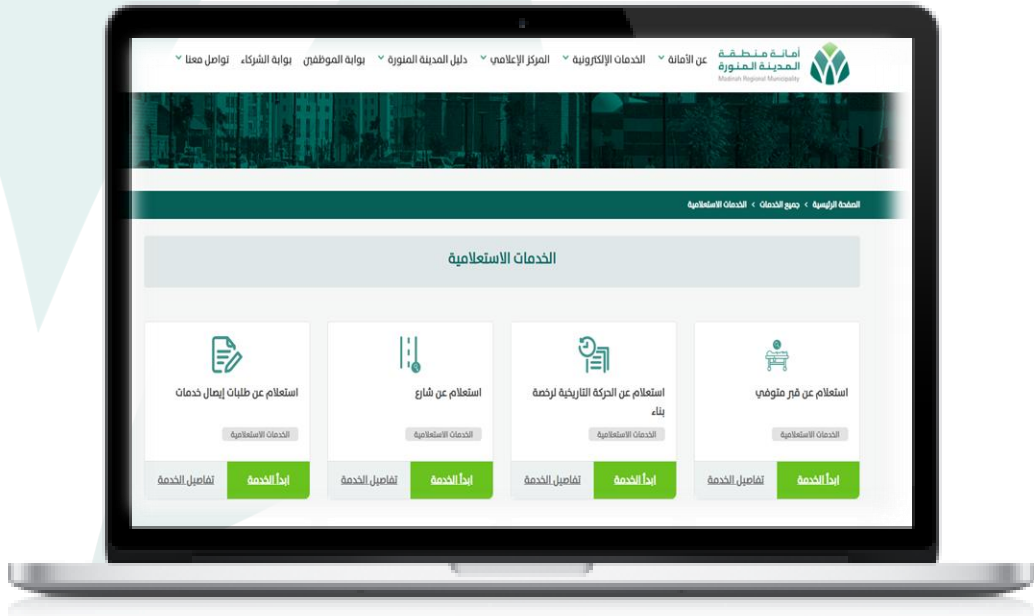 أمانة منطقة
المدينة المنورة
Madinah Regional Municipality
عن الأمانة
الخدمات الإلكترونية
المركز الإعلامي
دليل المدينة المنورة
بوابة الموظفين
بوابة الشركاء
تواصل معنا
الصفحة الرئيسية > جميع الخدمات > الخدمات الاستعلامية
الخدمات الاستعلامية
استعلام عن قبر متوفي
الخدمات الاستعلامية
ابدأ الخدمة
تفاصيل الخدمة
استعلام عن الحركة التاريخية لرخصة
بناء
الخدمات الاستعلامية
ابدأ الخدمة
تفاصيل الخدمة
استعلام عن شارع
الخدمات الاستعلامية
ابدأ الخدمة
تفاصيل الخدمة
استعلام عن طلبات إيصال خدمات
الخدمات الاستعلامية
ابدأ الخدمة
تفاصيل الخدمة